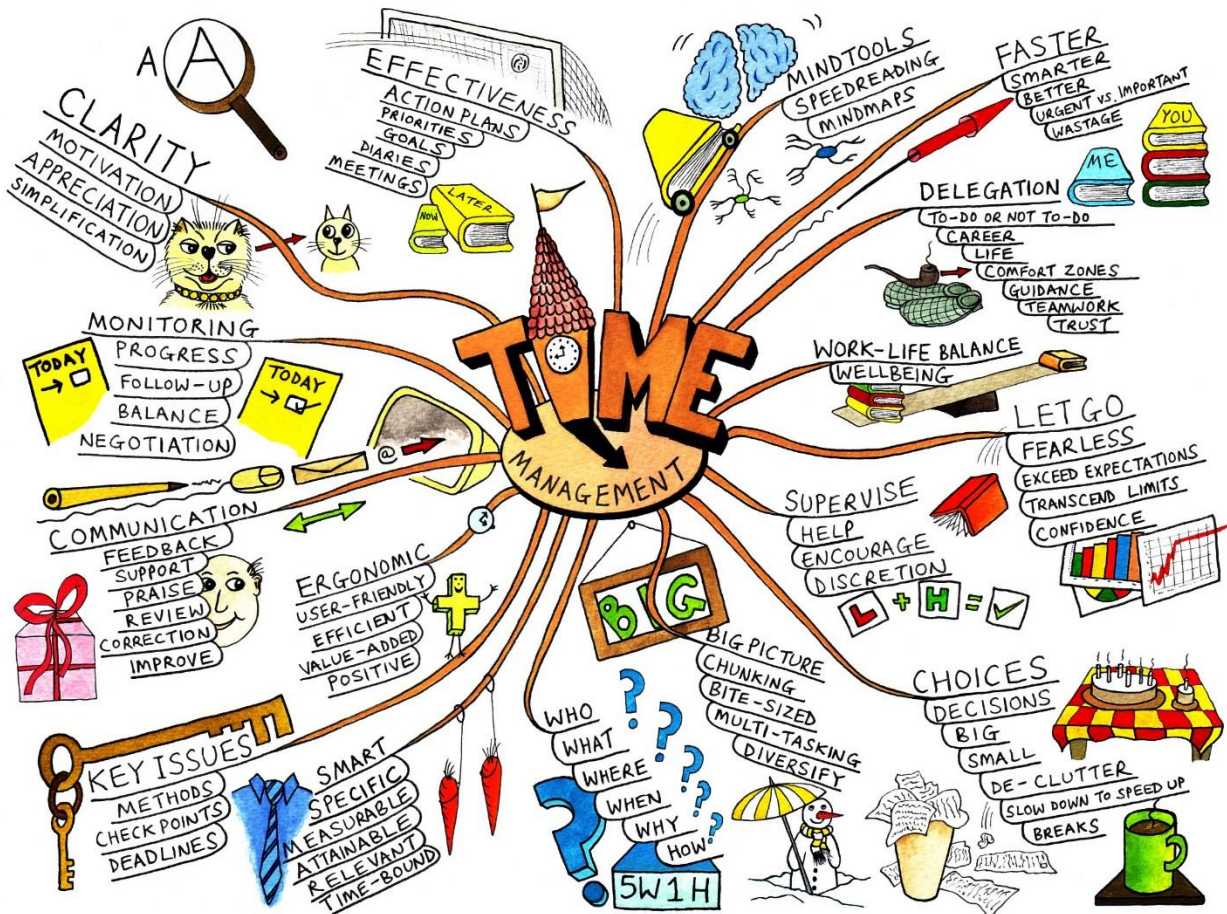 TIME
MANAGEMENT
A A
CLARITY
MOTIVATION
APPRECIATION
SIMPLIFICATION
EFFECTIVENESS
ACTION PLANS
PRIORITIES
GOALS
DIARIES
MEETINGS
NOW
LATER
MINDTOOLS
SPEEDREADING
MINDMAPS
FASTER
SMARTER
BETTER
URGENT VS. IMPORTANT
WASTAGE
YOU
ME
DELEGATION
TO-DO OR NOT TO-DO
CAREER
LIFE
COMFORT ZONES
GUIDANCE
TEAMWORK
TRUST
WORK-LIFE BALANCE
WELLBEING
LET GO
FEARLESS
EXCEED EXPECTATIONS
TRANSCEND LIMITS
CONFIDENCE
SUPERVISE
HELP
ENCOURAGE
DISCRETION
L + H = ✓
CHOICES
DECISIONS
BIG
SMALL
DE-CLUTTER
SLOW DOWN TO SPEED UP
BREAKS
BIG
BIG PICTURE
CHUNKING
BITE-SIZED
MULTI-TASKING
DIVERSIFY
WHO
WHAT
WHERE
WHEN
WHY
HOW
? ? ? ? ? ? ?
5W1H
SMART
SPECIFIC
MEASURABLE
ATTAINABLE
RELEVANT
TIME-BOUND
KEY ISSUES
METHODS
CHECK POINTS
DEADLINES
ERGONOMIC
USER-FRIENDLY
EFFICIENT
VALUE-ADDED
POSITIVE
COMMUNICATION
FEEDBACK
SUPPORT
PRAISE
REVIEW
CORRECTION
IMPROVE
@
MONITORING
PROGRESS
FOLLOW-UP
BALANCE
NEGOTIATION
TODAY
→ ☐
TODAY
→ ☑